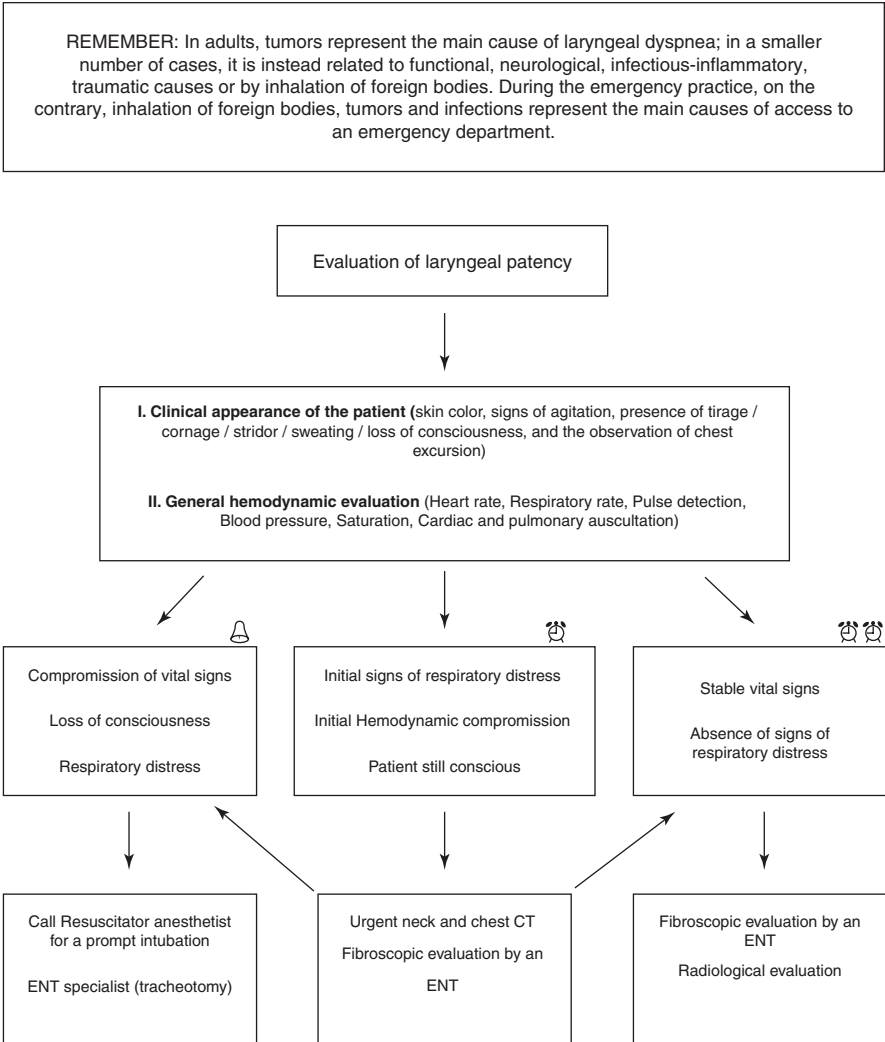 REMEMBER: In adults, tumors represent the main cause of laryngeal dyspnea; in a smaller
number of cases, it is instead related to functional, neurological, infectious-inflammatory,
traumatic causes or by inhalation of foreign bodies. During the emergency practice, on the
contrary, inhalation of foreign bodies, tumors and infections represent the main causes of access to
an emergency department.
Evaluation of laryngeal patency
I. Clinical appearance of the patient (skin color, signs of agitation, presence of tirage /
cornage / stridor / sweating / loss of consciousness, and the observation of chest
excursion)
II. General hemodynamic evaluation (Heart rate, Respiratory rate, Pulse detection,
Blood pressure, Saturation, Cardiac and pulmonary auscultation)
Compromission of vital signs
Loss of consciousness
Respiratory distress
Initial signs of respiratory distress
Initial Hemodynamic compromission
Patient still conscious
Stable vital signs
Absence of signs of
respiratory distress
Call Resuscitator anesthetist
for a prompt intubation
ENT specialist (tracheotomy)
Urgent neck and chest CT
Fibroscopic evaluation by an
ENT
Fibroscopic evaluation by an
ENT
Radiological evaluation